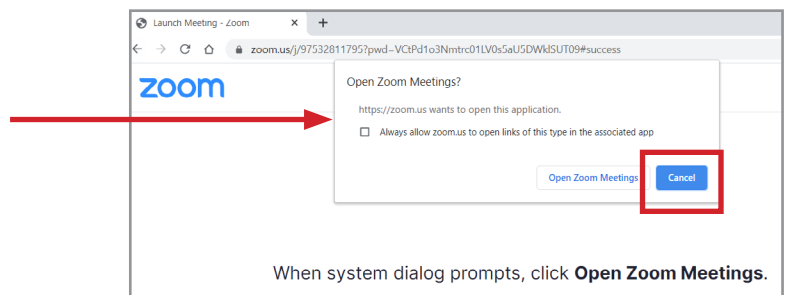 Launch Meeting - Zoom
zoom.us/j/97532811795?pwd=VCtPd1o3Nmtrc01LV0s5aU5DWklSUT09#success
zoom
Open Zoom Meetings?
https://zoom.us wants to open this application.
Always allow zoom.us to open links of this type in the associated app
Open Zoom Meetings Cancel
When system dialog prompts, click Open Zoom Meetings.